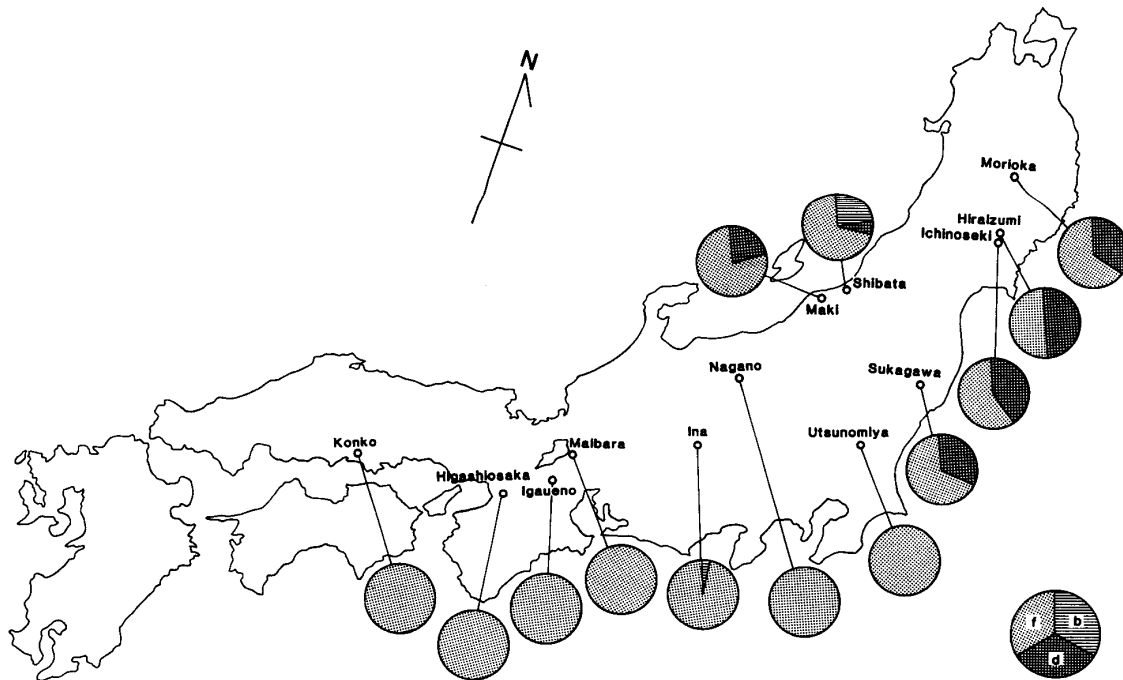 N
Morioka
Hiraizumi
Ichinoseki
Shibata
Maki
Nagano
Sukagawa
Konko
Maibara
Ina
Utsunomiya
Higashiosaka
Igaueno
f
b
d